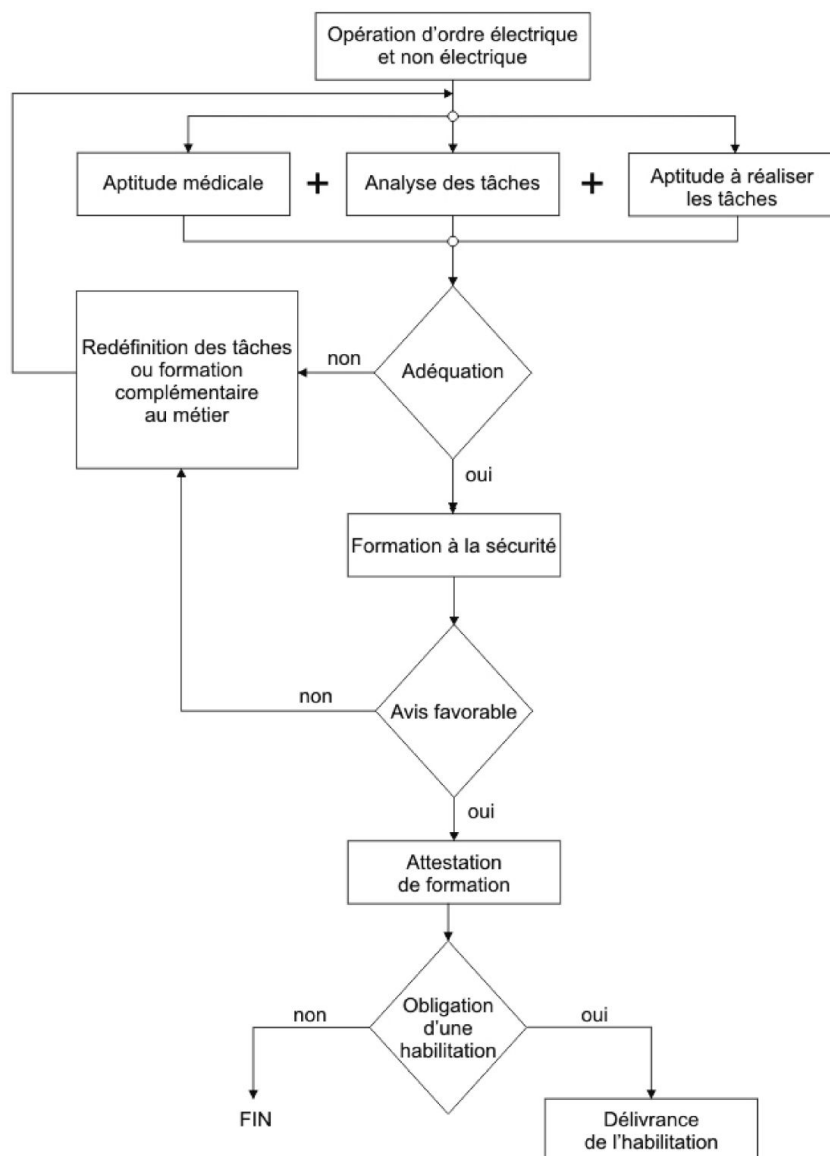 Opération d'ordre électrique
et non électrique
Aptitude médicale
+
Analyse des tâches
+
Aptitude à réaliser
les tâches
Redéfinition des tâches
ou formation
complémentaire
au métier
non
Adéquation
oui
Formation à la sécurité
non
Avis favorable
oui
Attestation
de formation
non
Obligation
d'une
habilitation
oui
FIN
Délivrance
de l'habilitation